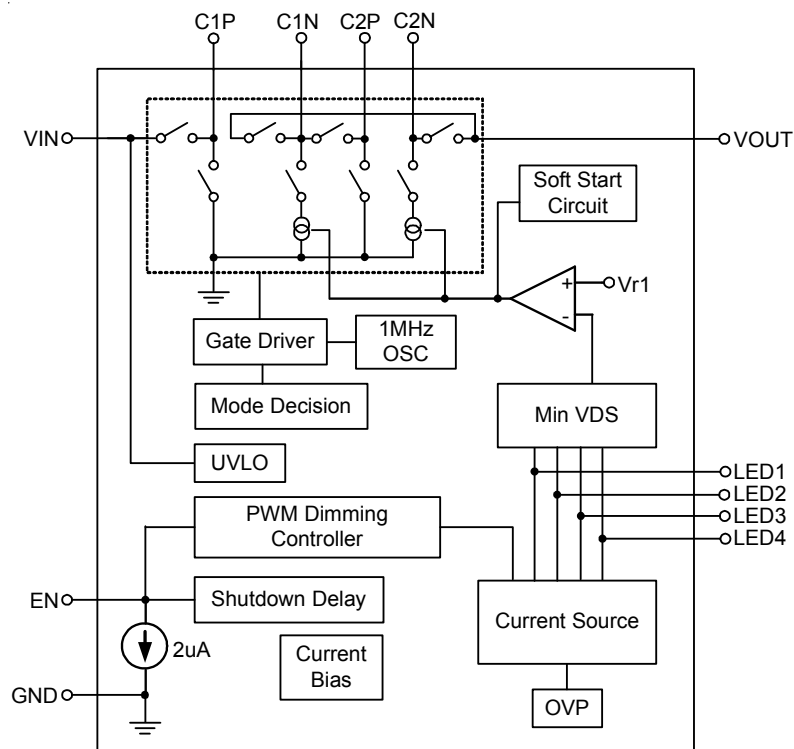 C1P
C1N
C2P
C2N
VIN
VOUT
Soft Start
Circuit
+
Vr1
-
Gate Driver
1MHz
OSC
Mode Decision
Min VDS
UVLO
LED1
LED2
LED3
LED4
PWM Dimming
Controller
EN
Shutdown Delay
Current Source
2uA
Current
Bias
GND
OVP